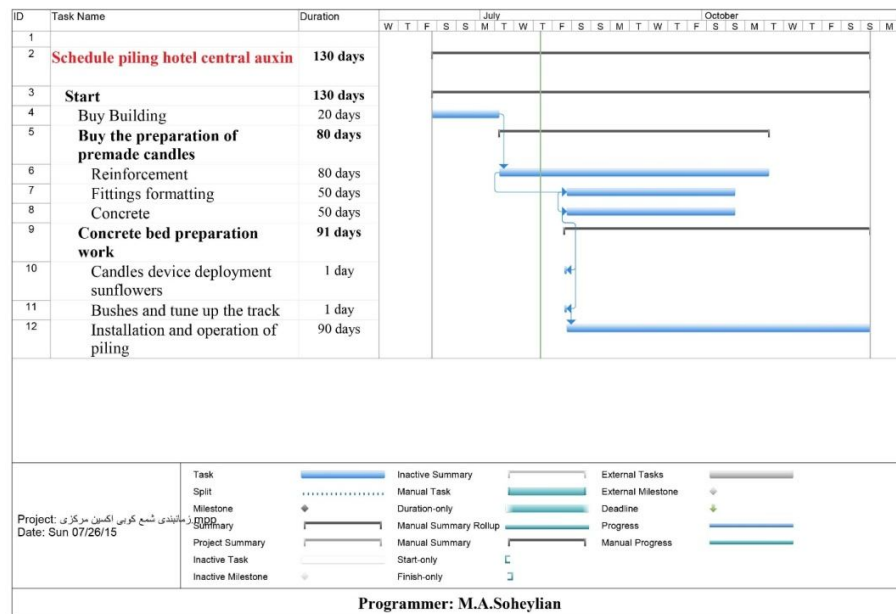 ID Task Name Duration July October
W T F S S M T W T F S S M T W T F S S M T W T F S S M
1
2 Schedule piling hotel central auxin 130 days
3 Start 130 days
4 Buy Building 20 days
5 Buy the preparation of 80 days
premade candles
6 Reinforcement 80 days
7 Fittings formatting 50 days
8 Concrete 50 days
9 Concrete bed preparation 91 days
work
10 Candles device deployment 1 day
sunflowers
11 Bushes and tune up the track 1 day
12 Installation and operation of 90 days
piling
Project: زمانبندی شمع کوبی اکسین مرکزی.mpp
Date: Sun 07/26/15
Task Inactive Summary External Tasks
Split Manual Task External Milestone
Milestone Duration-only Deadline
Summary Manual Summary Rollup Progress
Project Summary Manual Summary Manual Progress
Inactive Task Start-only
Inactive Milestone Finish-only
Programmer: M.A.Soheylian